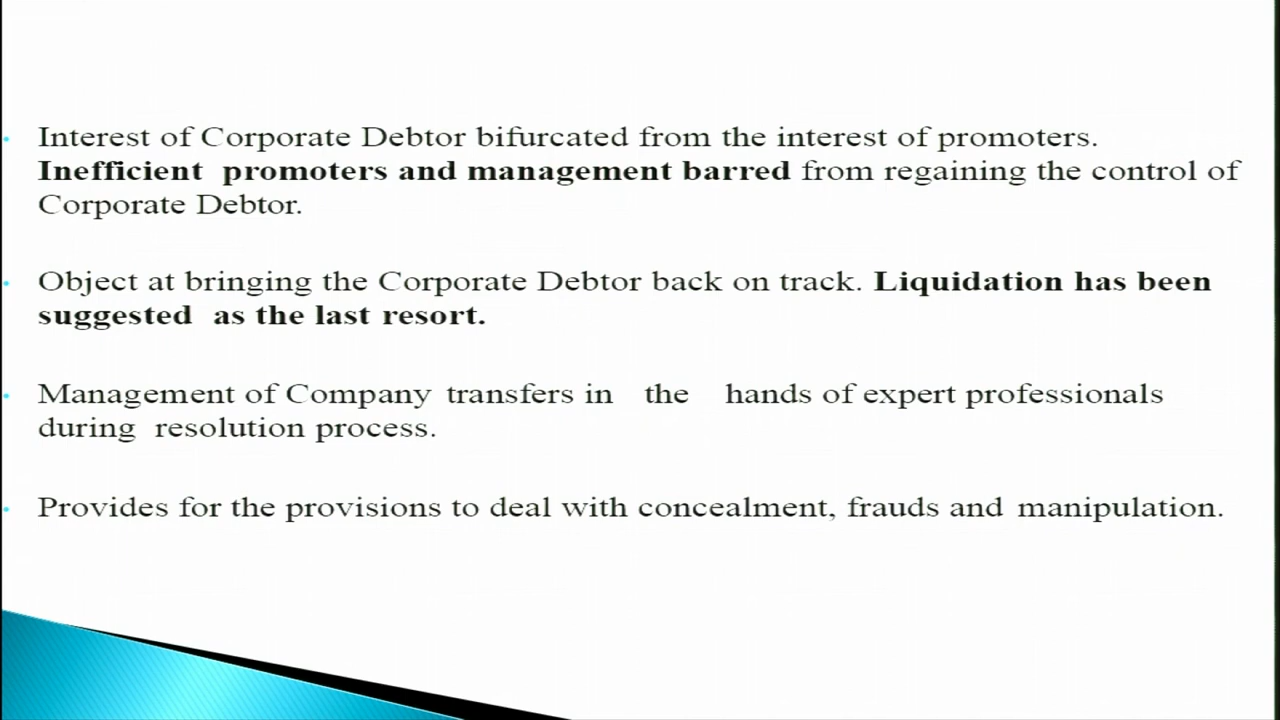 Interest of Corporate Debtor bifurcated from the interest of promoters.
Inefficient promoters and management barred from regaining the control of
Corporate Debtor.
Object at bringing the Corporate Debtor back on track. Liquidation has been
suggested as the last resort.
Management of Company transfers in the hands of expert professionals
during resolution process.
Provides for the provisions to deal with concealment, frauds and manipulation.